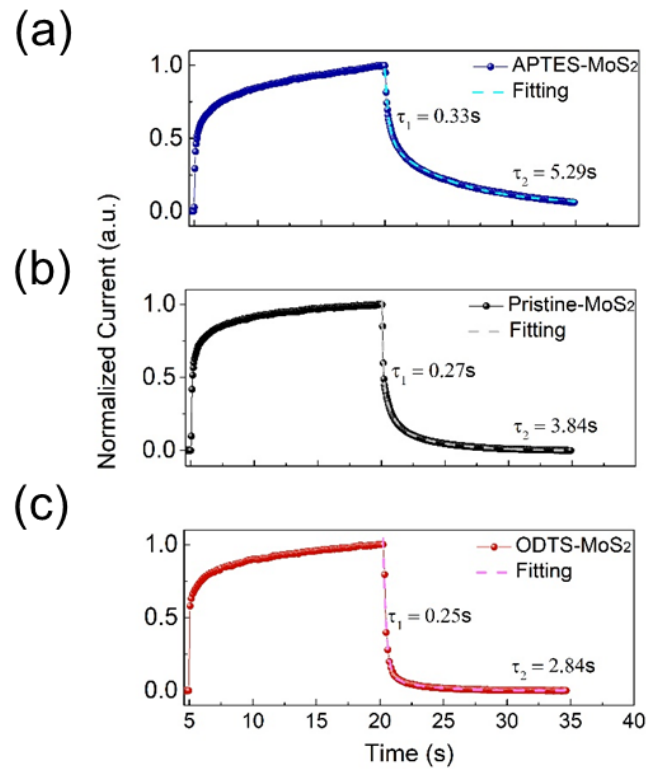 (a)
APTES-MoS₂
Fitting
τ₁ = 0.33s
τ₂ = 5.29s
1.0
0.5
0.0
(b)
Pristine-MoS₂
Fitting
τ₁ = 0.27s
τ₂ = 3.84s
1.0
0.5
0.0
Normalized Current (a.u.)
(c)
ODTS-MoS₂
Fitting
τ₁ = 0.25s
τ₂ = 2.84s
1.0
0.5
0.0
5 10 15 20 25 30 35 40
Time (s)